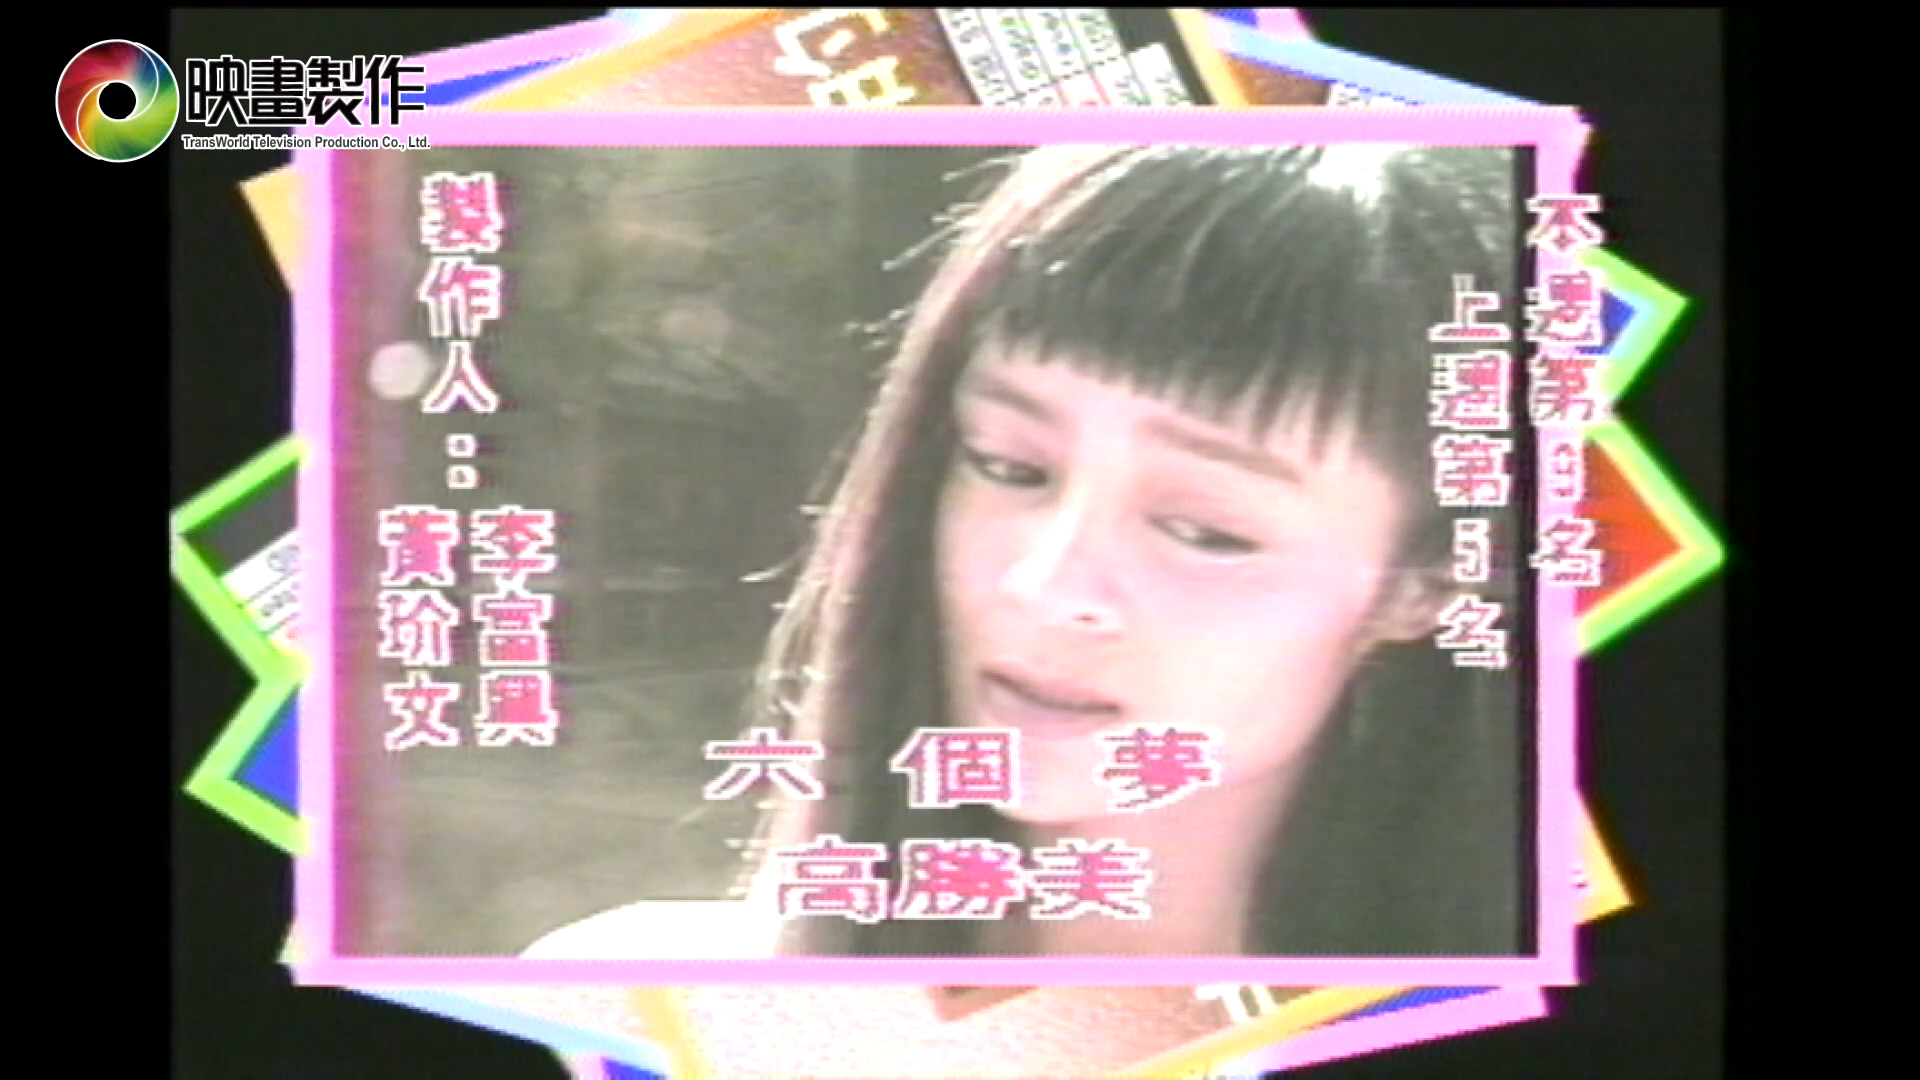 映畫製作
TransWorld Television Production Co., Ltd.
本週第9名
上週第5名
製作人:
李富興
黃玠文
六個夢
高勝美